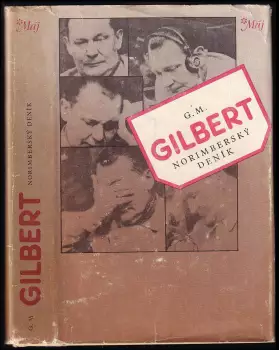 Máj
Máj
G. M.
GILBERT
NORIMBERSKÝ
DENÍK
G. M. GILBERT NORIMBERSKÝ DENÍK